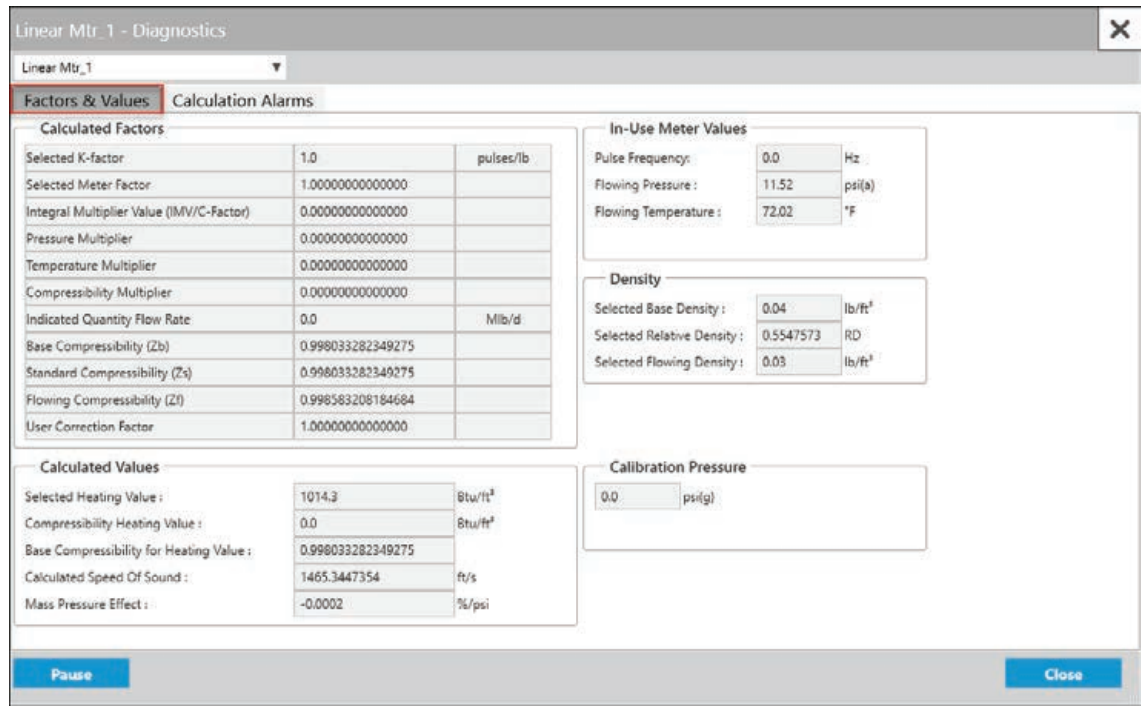 Linear Mtr_1 - Diagnostics
Linear Mtr_1
Factors & Values Calculation Alarms
Calculated Factors
Selected K-factor 1.0 pulses/lb
Selected Meter Factor 1.00000000000000
Integral Multiplier Value (IMV/C-Factor) 0.00000000000000
Pressure Multiplier 0.00000000000000
Temperature Multiplier 0.00000000000000
Compressibility Multiplier 0.00000000000000
Indicated Quantity Flow Rate 0.0 Mlb/d
Base Compressibility (Zb) 0.998033282349275
Standard Compressibility (Zs) 0.998033282349275
Flowing Compressibility (Zf) 0.998583208184684
User Correction Factor 1.00000000000000
In-Use Meter Values
Pulse Frequency: 0.0 Hz
Flowing Pressure : 11.52 psi(a)
Flowing Temperature : 72.02 °F
Density
Selected Base Density : 0.04 lb/ft³
Selected Relative Density : 0.5547573 RD
Selected Flowing Density : 0.03 lb/ft³
Calculated Values
Selected Heating Value : 1014.3 Btu/ft³
Compressibility Heating Value : 0.0 Btu/ft³
Base Compressibility for Heating Value : 0.998033282349275
Calculated Speed Of Sound : 1465.3447354 ft/s
Mass Pressure Effect : -0.0002 %/psi
Calibration Pressure
0.0 psi(g)
Pause Close